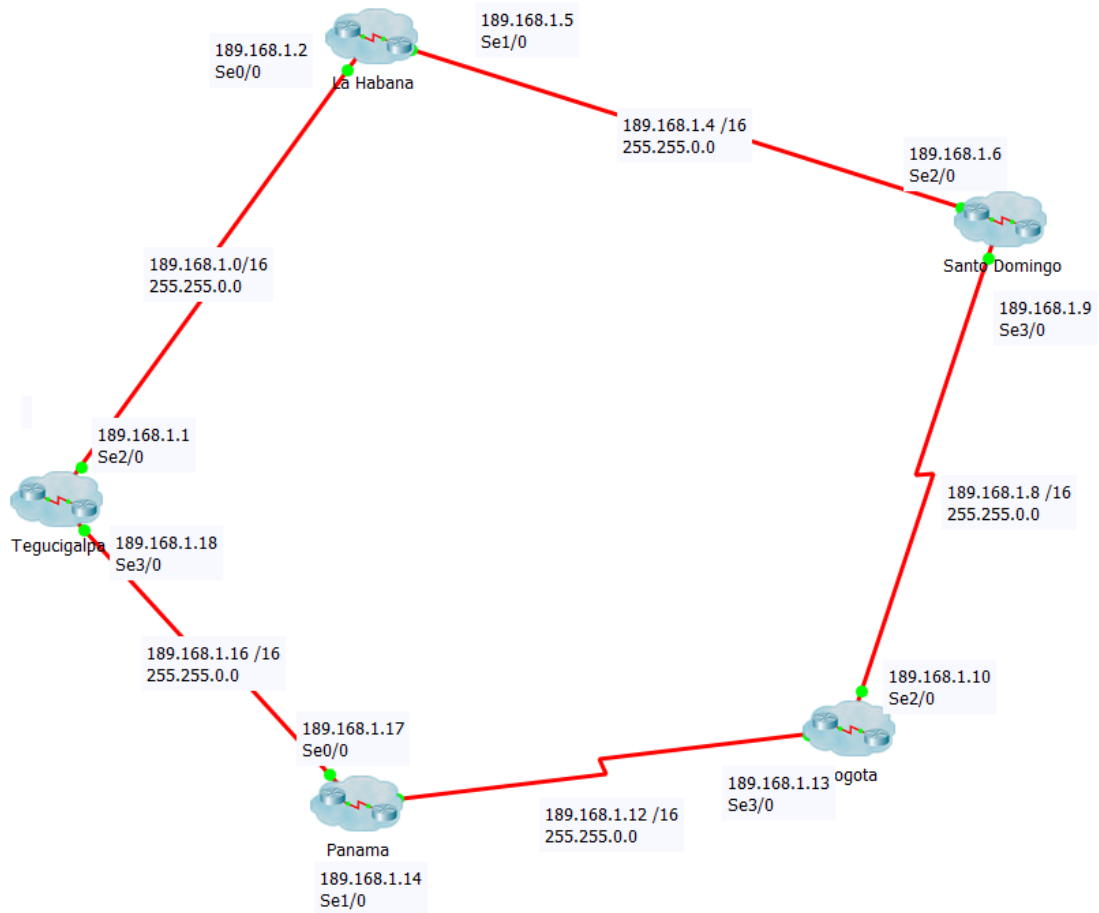 189.168.1.5
Se1/0
189.168.1.2
Se0/0
La Habana
189.168.1.4 /16
255.255.0.0
189.168.1.6
Se2/0
Santo Domingo
189.168.1.0/16
255.255.0.0
189.168.1.9
Se3/0
189.168.1.1
Se2/0
Tegucigalpa
189.168.1.18
Se3/0
189.168.1.8 /16
255.255.0.0
189.168.1.16 /16
255.255.0.0
189.168.1.10
Se2/0
189.168.1.17
Se0/0
ogota
189.168.1.13
Se3/0
189.168.1.12 /16
255.255.0.0
Panama
189.168.1.14
Se1/0